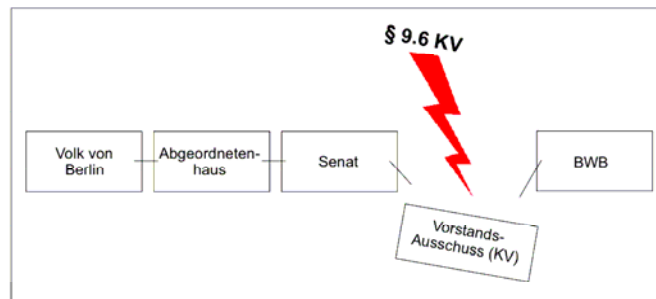 § 9.6 KV
Volk von
Berlin
Abgeordneten-
haus
Senat
BWB
Vorstands-
Ausschuss (KV)